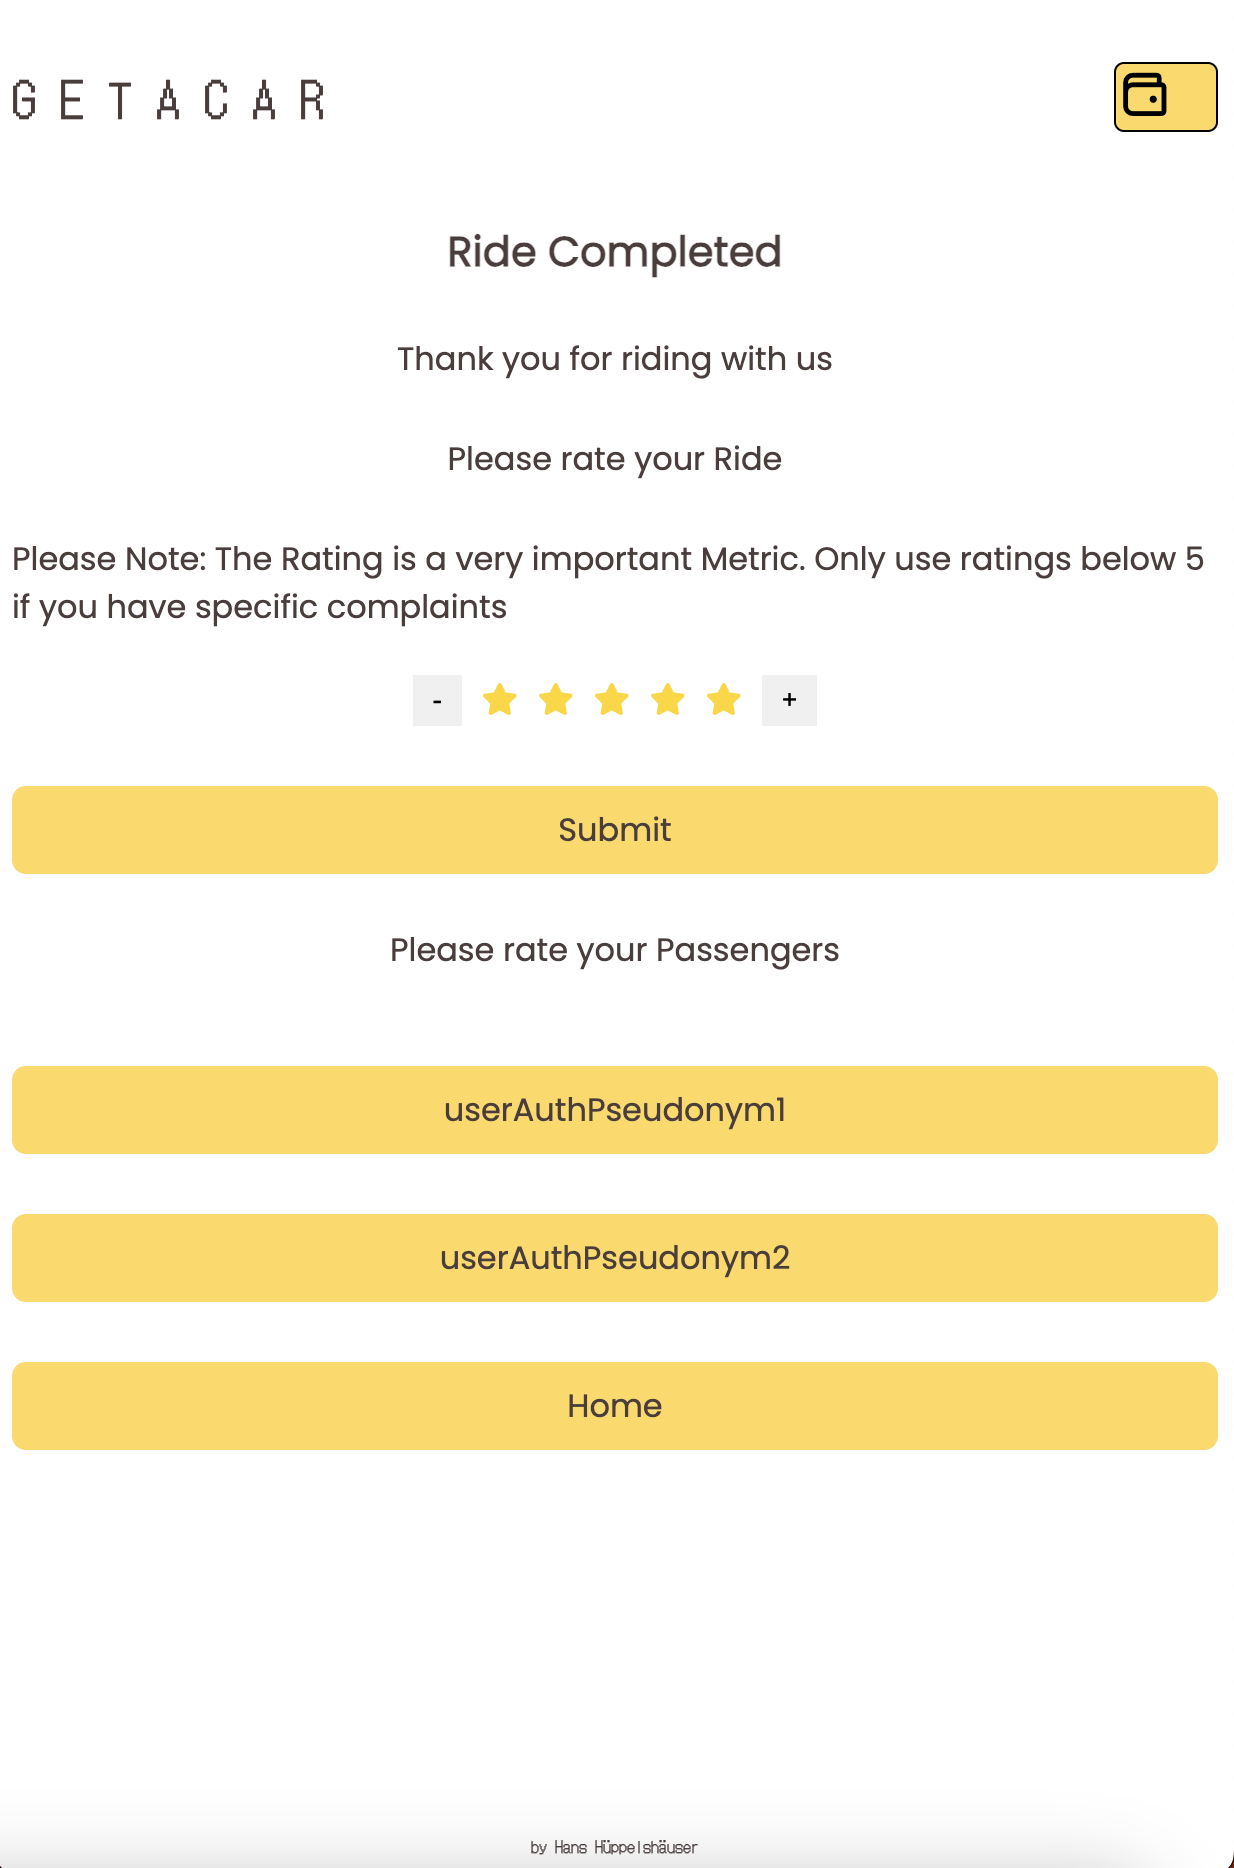 GETACAR
Ride Completed
Thank you for riding with us
Please rate your Ride
Please Note: The Rating is a very important Metric. Only use ratings below 5
if you have specific complaints
- +
Submit
Please rate your Passengers
userAuthPseudonym1
userAuthPseudonym2
Home
by Hans Hüppelshäuser